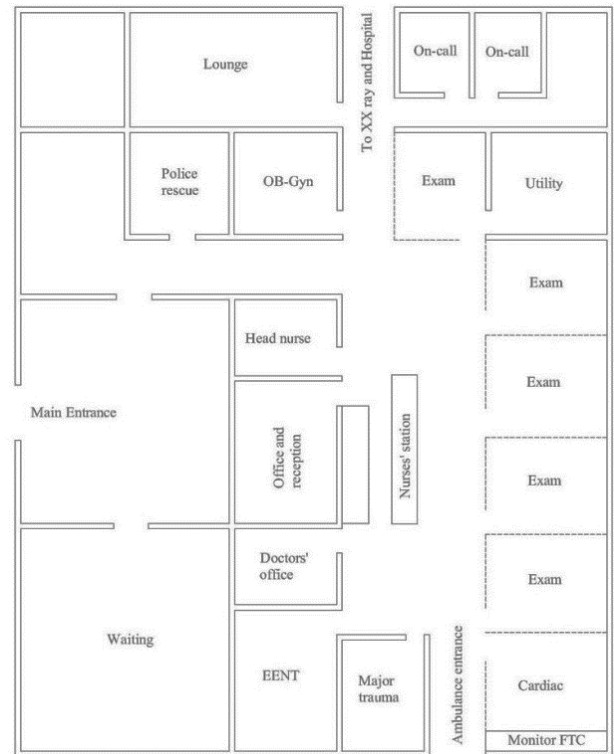 Lounge
To XX ray and Hospital
On-call
On-call
Police
rescue
OB-Gyn
Exam
Utility
Exam
Head nurse
Exam
Main Entrance
Office and
reception
Nurses' station
Exam
Doctors'
office
Exam
Waiting
EENT
Major
trauma
Ambulance entrance
Cardiac
Monitor FTC